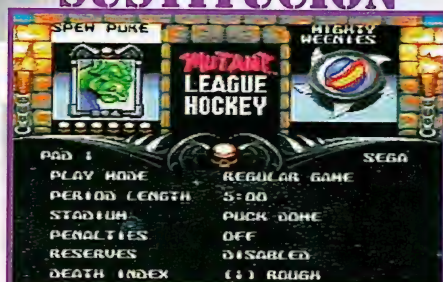 SUSTITUCION
SPEW PUKE
MIGHTY WEENIES
MUTANT
LEAGUE
HOCKEY
PAD 1 SEGA
PLAY MODE REGULAR GAME
PERIOD LENGTH 5:00
STADIUM PUCK DOME
PENALTIES OFF
RESERVES DISABLED
DEATH INDEX (1) ROUGH